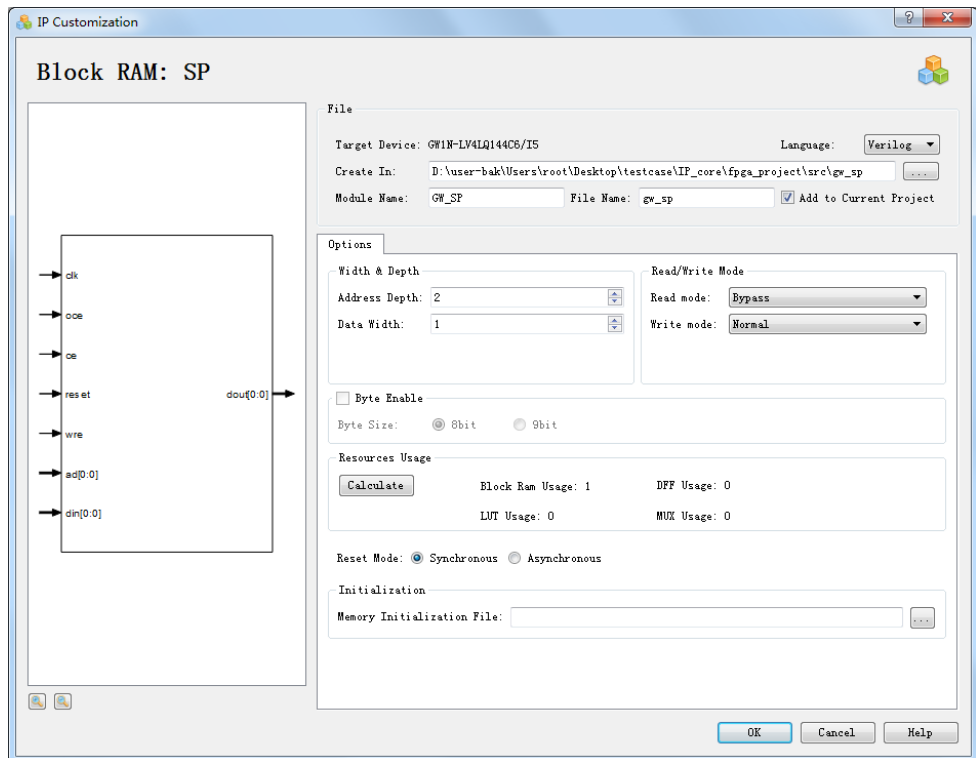 IP Customization
Block RAM: SP
File
Target Device: GW1N-LV4LQ144C6/I5 Language: Verilog
Create In: D:\user-bak\Users\root\Desktop\testcase\IP_core\fpga_project\src\gw_sp ...
Module Name: GW_SP File Name: gw_sp Add to Current Project
Options
Width & Depth Read/Write Mode
Address Depth: 2 Read mode: Bypass
Data Width: 1 Write mode: Normal
Byte Enable
Byte Size: 8bit 9bit
Resources Usage
Calculate Block Ram Usage: 1 DFF Usage: 0
LUT Usage: 0 MUX Usage: 0
Reset Mode: Synchronous Asynchronous
Initialization
Memory Initialization File: ...
clk
oce
ce
reset dout[0:0]
wre
ad[0:0]
din[0:0]
OK Cancel Help